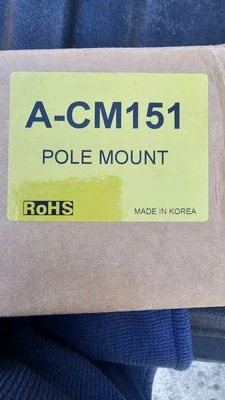 A-CM151
POLE MOUNT
RoHS MADE IN KOREA